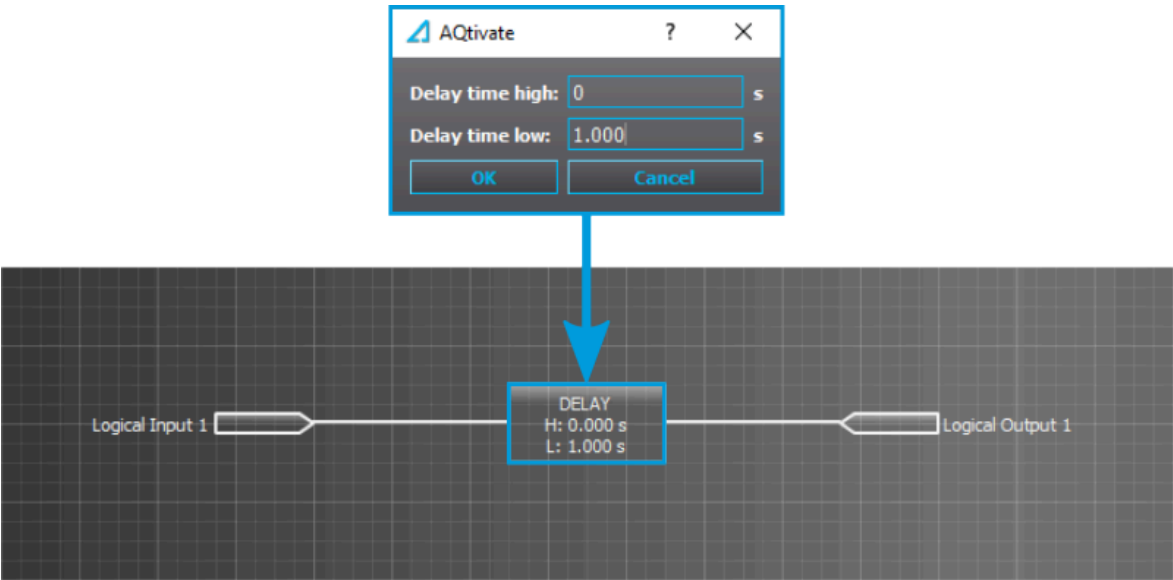 AQtivate ?
Delay time high: 0 s
Delay time low: 1.000 s
OK Cancel
DELAY
H: 0.000 s
L: 1.000 s
Logical Input 1
Logical Output 1